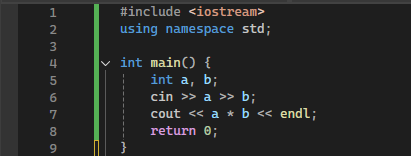 1 #include <iostream>
2 using namespace std;
3
4 int main() {
5 int a, b;
6 cin >> a >> b;
7 cout << a * b << endl;
8 return 0;
9 }